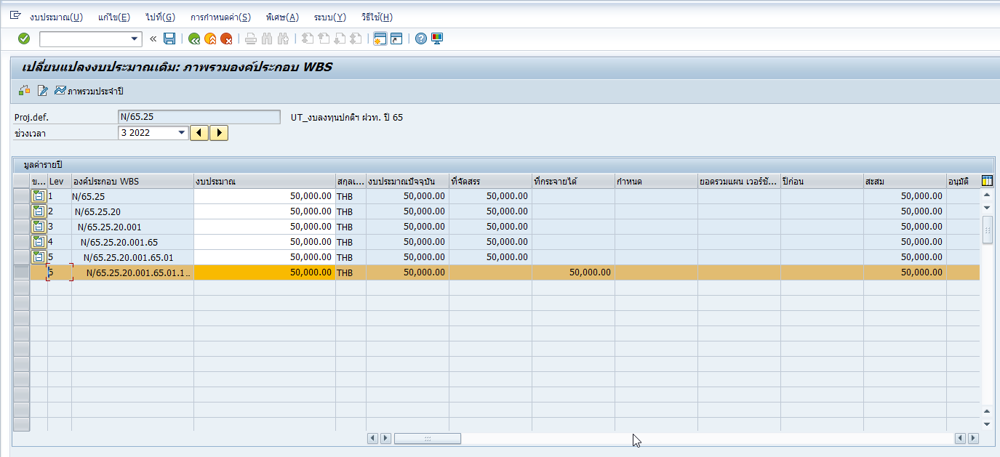 งบประมาณ(U) แก้ไข(E) ไปที่(G) การกำหนดค่า(S) พิเศษ(A) ระบบ(Y) วิธีใช้(H)
เปลี่ยนแปลงงบประมาณเดิม: ภาพรวมองค์ประกอบ WBS
ภาพรวมประจำปี
Proj.def. N/65.25 UT_งบลงทุนปกติฯ ฝวท. ปี 65
ช่วงเวลา 3 2022
มูลค่ารายปี
ข... Lev องค์ประกอบ WBS งบประมาณ สกุลเ... งบประมาณปัจจุบัน ที่จัดสรร ที่กระจายได้ กำหนด ยอดรวมแผน เวอร์ชั... ปีก่อน สะสม อนุมัติ
1 N/65.25 50,000.00 THB 50,000.00 50,000.00 50,000.00
2 N/65.25.20 50,000.00 THB 50,000.00 50,000.00 50,000.00
3 N/65.25.20.001 50,000.00 THB 50,000.00 50,000.00 50,000.00
4 N/65.25.20.001.65 50,000.00 THB 50,000.00 50,000.00 50,000.00
5 N/65.25.20.001.65.01 50,000.00 THB 50,000.00 50,000.00 50,000.00
6 N/65.25.20.001.65.01.1... 50,000.00 THB 50,000.00 50,000.00 50,000.00